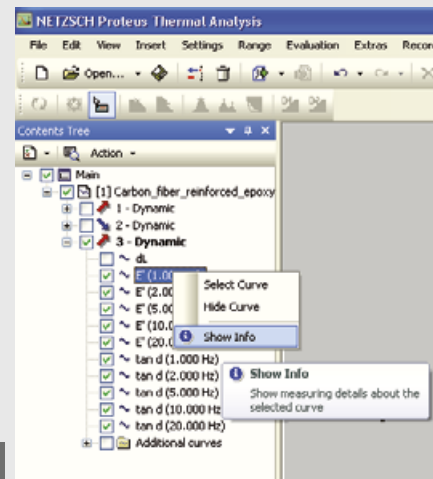 NETZSCH Proteus Thermal Analysis
File Edit View Insert Settings Range Evaluation Extras Recor
Open...
Contents Tree
Action
Main
[1] Carbon_fiber_reinforced_epoxy
1 - Dynamic
2 - Dynamic
3 - Dynamic
dL
E' (1.00
Select Curve
E' (2.00
Hide Curve
E' (5.00
E' (10.0
Show Info
E' (20.0
tan d (1.000 Hz)
tan d (2.000 Hz)
tan d (5.000 Hz)
tan d (10.000 Hz)
tan d (20.000 Hz)
Additional curves
Show Info
Show measuring details about the
selected curve